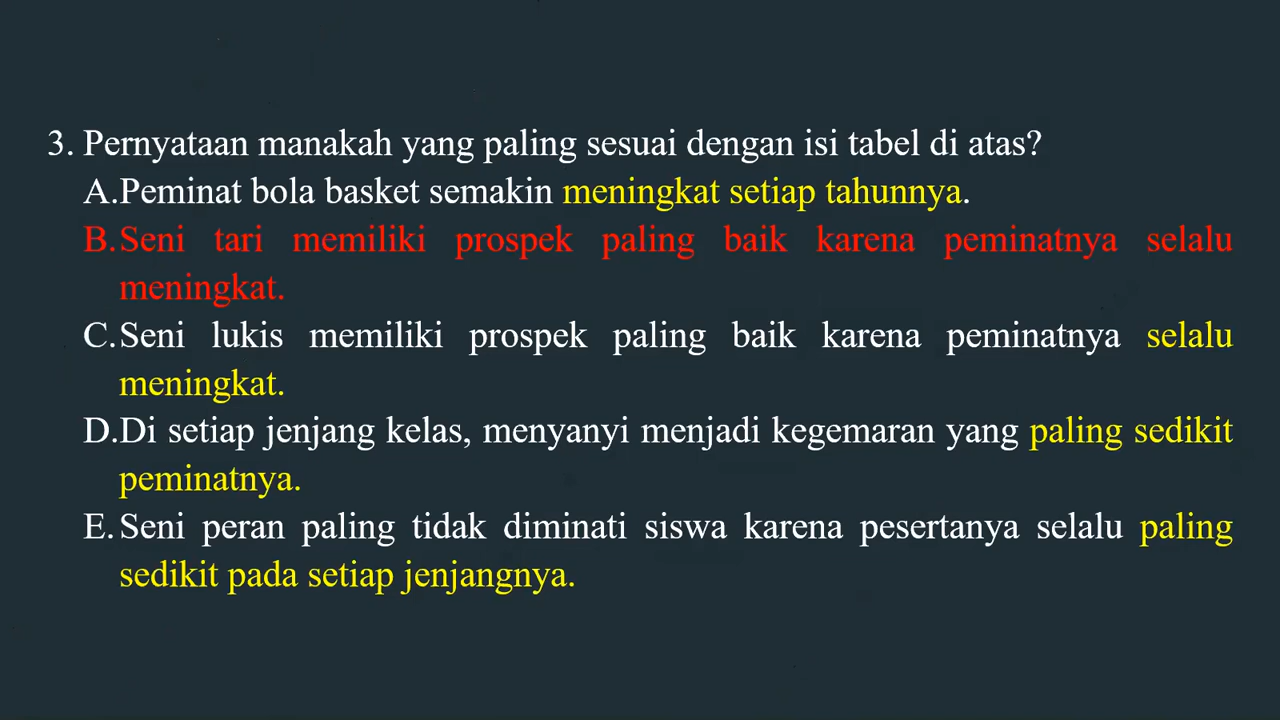 3. Pernyataan manakah yang paling sesuai dengan isi tabel di atas?
A.Peminat bola basket semakin meningkat setiap tahunnya.
B.Seni tari memiliki prospek paling baik karena peminatnya selalu
meningkat.
C.Seni lukis memiliki prospek paling baik karena peminatnya selalu
meningkat.
D.Di setiap jenjang kelas, menyanyi menjadi kegemaran yang paling sedikit
peminatnya.
E.Seni peran paling tidak diminati siswa karena pesertanya selalu paling
sedikit pada setiap jenjangnya.